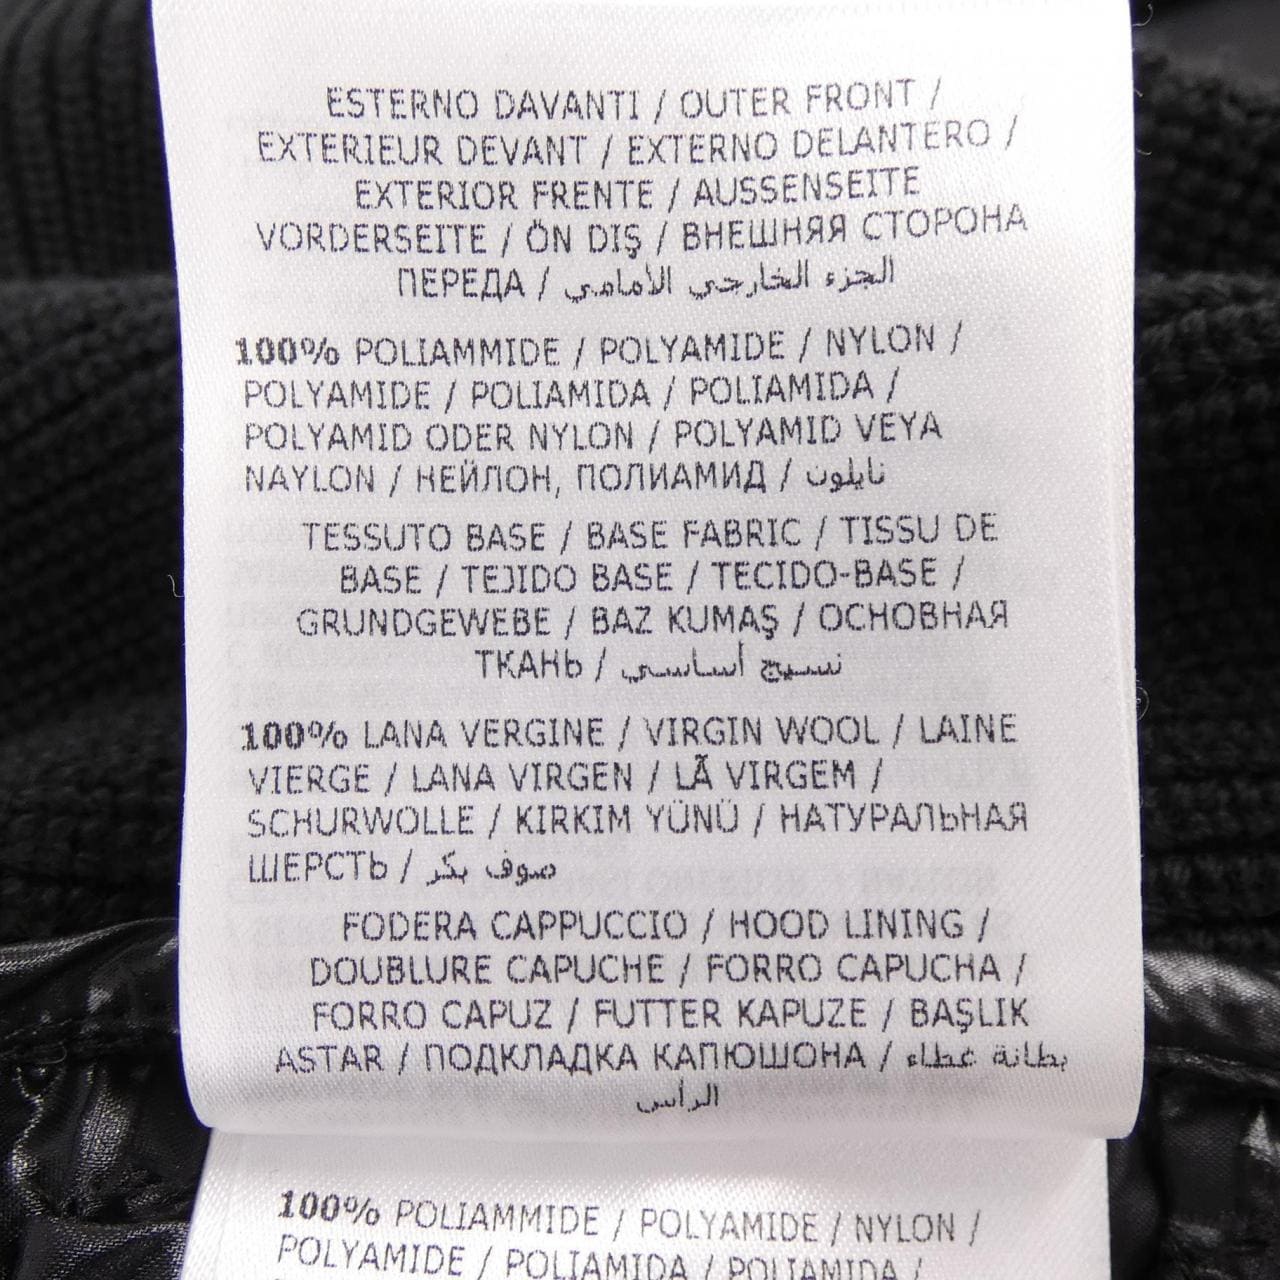 ESTERNO DAVANTI / OUTER FRONT /
EXTERIEUR DEVANT / EXTERNO DELANTERO /
EXTERIOR FRENTE / AUSSENSEITE
VORDERSEITE / ÖN DIŞ / ВНЕШНЯЯ СТОРОНА
ПЕРЕДА / الجزء الخارجي الأمامي
100% POLIAMMIDE / POLYAMIDE / NYLON /
POLYAMIDE / POLIAMIDA / POLIAMIDA /
POLYAMID ODER NYLON / POLYAMID VEYA
NAYLON / НЕЙЛОН, ПОЛИАМИД / نايلون
TESSUTO BASE / BASE FABRIC / TISSU DE
BASE / TEJIDO BASE / TECIDO-BASE /
GRUNDGEWEBE / BAZ KUMAŞ / ОСНОВНАЯ
ТКАНЬ / نسيج أساسي
100% LANA VERGINE / VIRGIN WOOL / LAINE
VIERGE / LANA VIRGEN / LÃ VIRGEM /
SCHURWOLLE / KIRKIM YÜNÜ / НАТУРАЛЬНАЯ
ШЕРСТЬ / صوف بكر
FODERA CAPPUCCIO / HOOD LINING /
DOUBLURE CAPUCHE / FORRO CAPUCHA /
FORRO CAPUZ / FUTTER KAPUZE / BAŞLIK
ASTAR / ПОДКЛАДКА КАПЮШОНА / بطانة غطاء
الرأس
100% POLIAMMIDE / POLYAMIDE / NYLON /
POLYAMIDE / POLIAMIDA / POLIAMIDA /